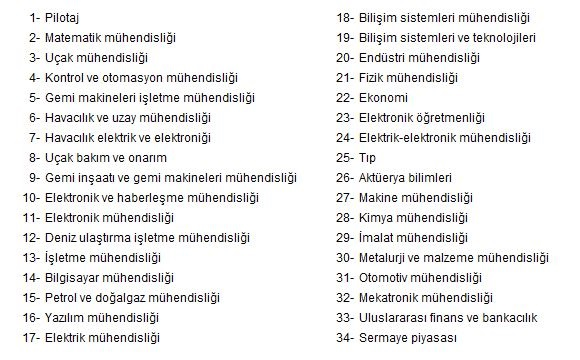 1- Pilotaj
2- Matematik mühendisliği
3- Uçak mühendisliği
4- Kontrol ve otomasyon mühendisliği
5- Gemi makineleri işletme mühendisliği
6- Havacılık ve uzay mühendisliği
7- Havacılık elektrik ve elektroniği
8- Uçak bakım ve onarım
9- Gemi inşaatı ve gemi makineleri mühendisliği
10- Elektronik ve haberleşme mühendisliği
11- Elektronik mühendisliği
12- Deniz ulaştırma işletme mühendisliği
13- İşletme mühendisliği
14- Bilgisayar mühendisliği
15- Petrol ve doğalgaz mühendisliği
16- Yazılım mühendisliği
17- Elektrik mühendisliği
18- Bilişim sistemleri mühendisliği
19- Bilişim sistemleri ve teknolojileri
20- Endüstri mühendisliği
21- Fizik mühendisliği
22- Ekonomi
23- Elektronik öğretmenliği
24- Elektrik-elektronik mühendisliği
25- Tıp
26- Aktüerya bilimleri
27- Makine mühendisliği
28- Kimya mühendisliği
29- İmalat mühendisliği
30- Metalurji ve malzeme mühendisliği
31- Otomotiv mühendisliği
32- Mekatronik mühendisliği
33- Uluslararası finans ve bankacılık
34- Sermaye piyasası